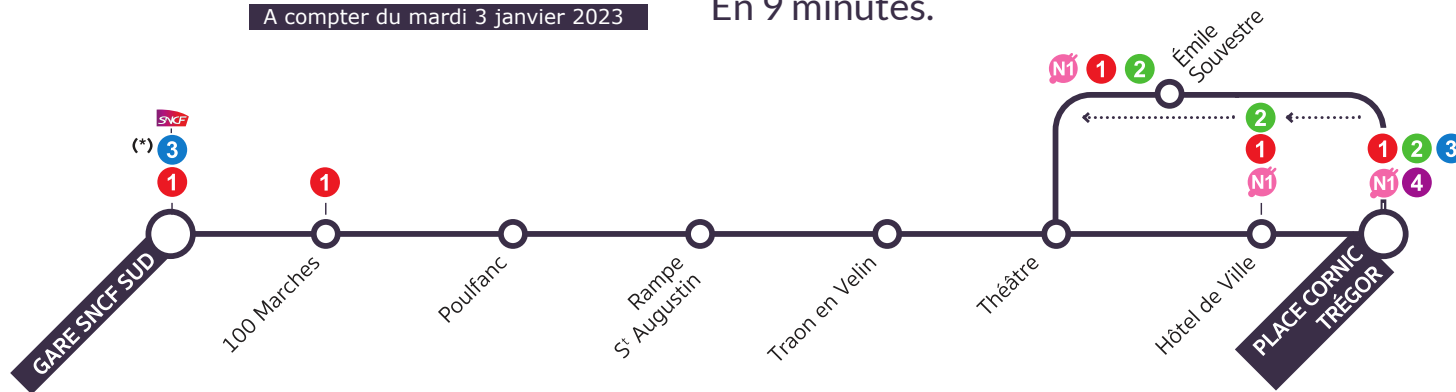 A compter du mardi 3 janvier 2023
En 9 minutes.
Émile
Souvestre
N1 1 2
SNCF
(*) 3
1
1
2
1
N1
1 2 3
N1 4
GARE SNCF SUD
100 Marches
Poulfanc
Rampe
St Augustin
Traon en Velin
Théâtre
Hôtel de Ville
PLACE CORNIC
TRÉGOR